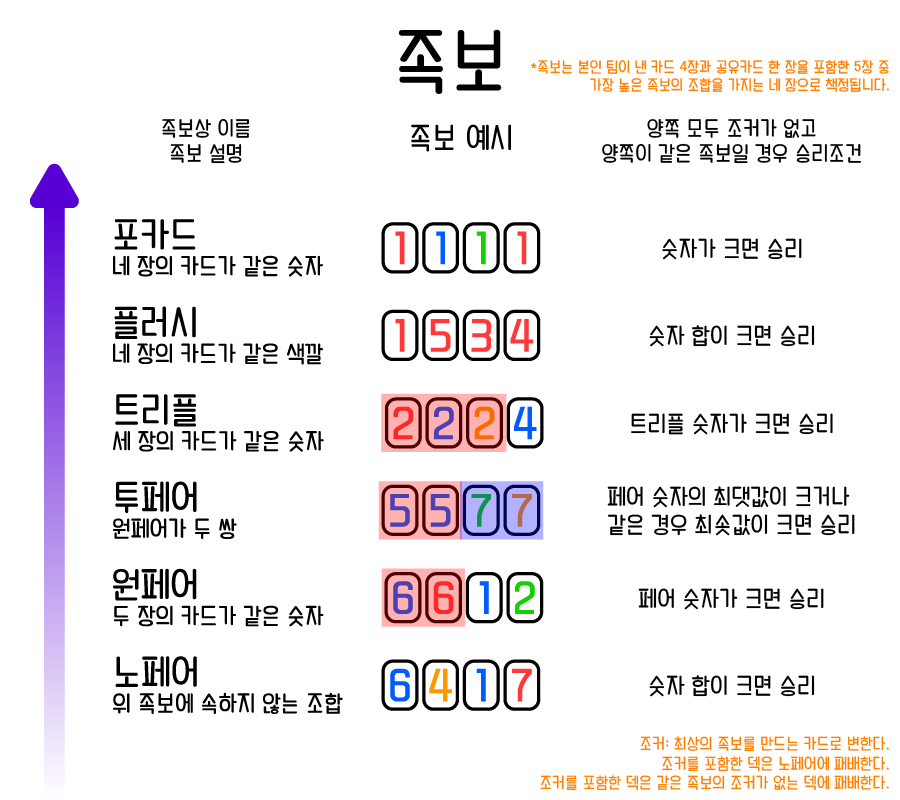 족보
*족보는 본인 팀이 낸 카드 4장과 공유카드 한 장을 포함한 5장 중
가장 높은 족보의 조합을 가지는 네 장으로 책정됩니다.
족보상 이름
족보 설명
족보 예시
양쪽 모두 조커가 없고
양쪽이 같은 족보일 경우 승리조건
포카드
네 장의 카드가 같은 숫자
1 1 1 1
숫자가 크면 승리
플러시
네 장의 카드가 같은 색깔
1 5 3 4
숫자 합이 크면 승리
트리플
세 장의 카드가 같은 숫자
2 2 2 4
트리플 숫자가 크면 승리
투페어
원페어가 두 쌍
5 5 7 7
페어 숫자의 최댓값이 크거나
같은 경우 최솟값이 크면 승리
원페어
두 장의 카드가 같은 숫자
6 6 1 2
페어 숫자가 크면 승리
노페어
위 족보에 속하지 않는 조합
6 4 1 7
숫자 합이 크면 승리
조커: 최상의 족보를 만드는 카드로 변한다.
조커를 포함한 덱은 노페어에 패배한다.
조커를 포함한 덱은 같은 족보의 조커가 없는 덱에 패배한다.